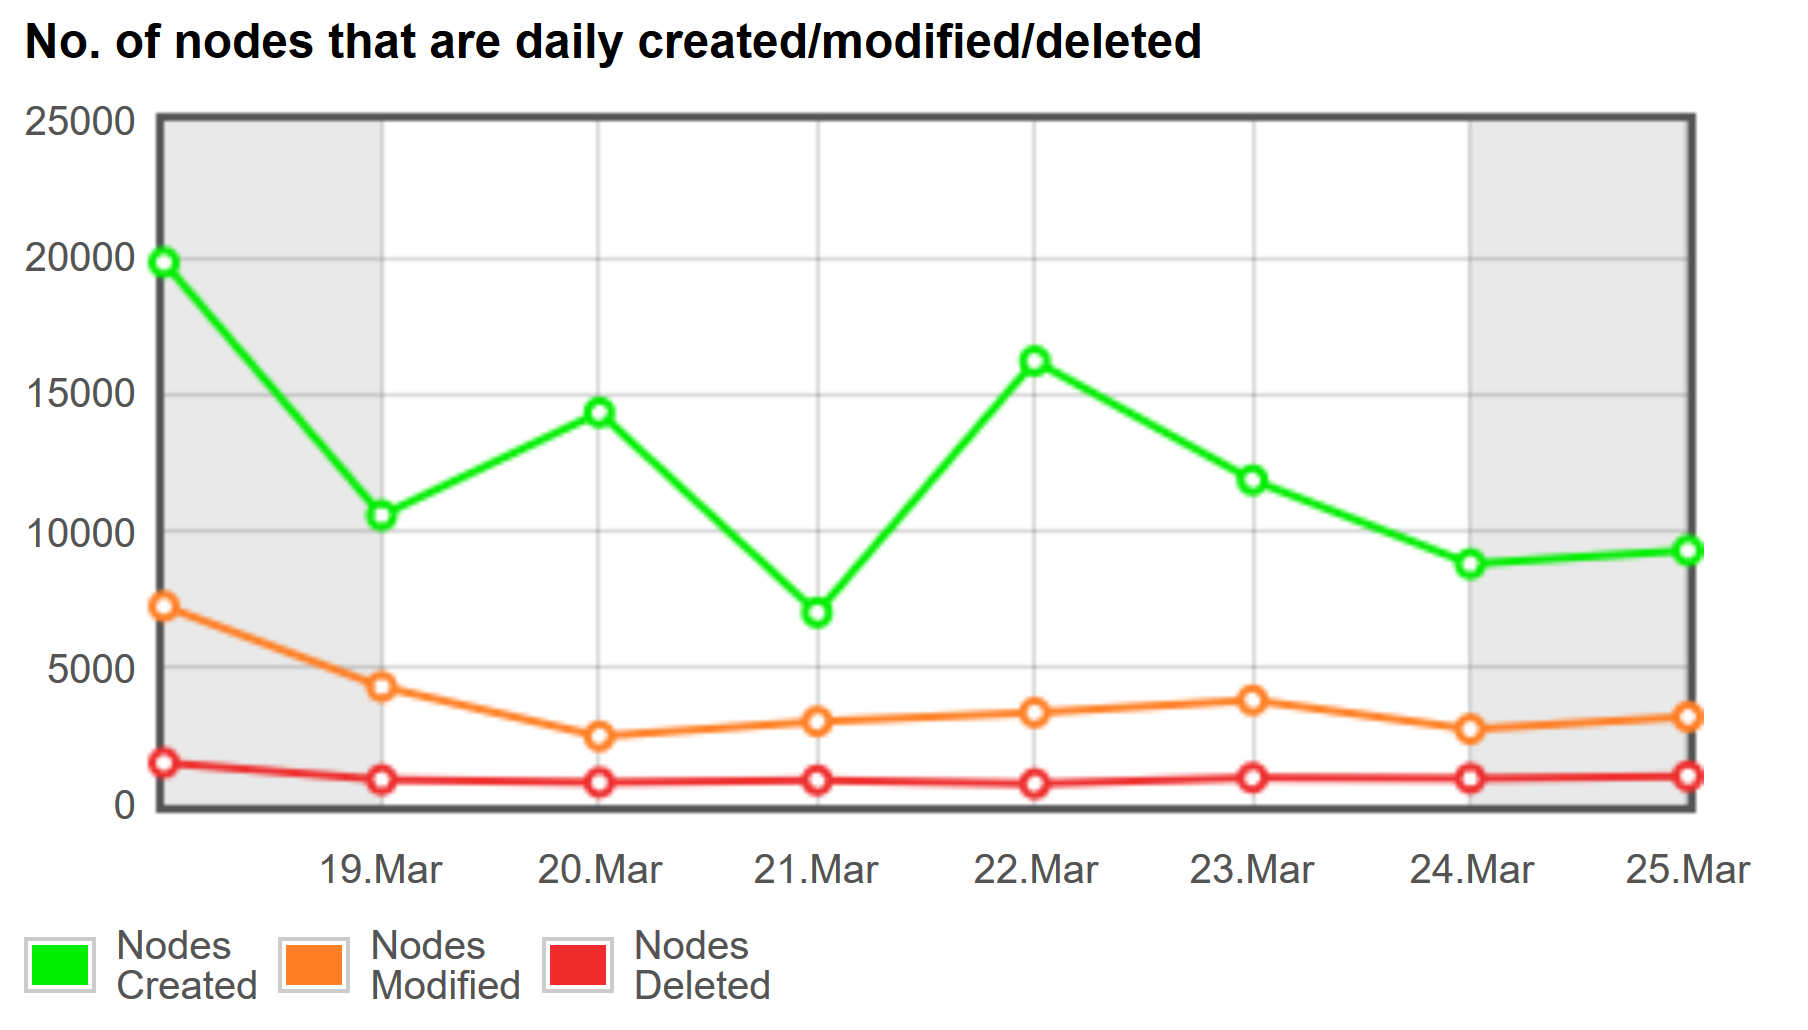 No. of nodes that are daily created/modified/deleted
25000
20000
15000
10000
5000
0
19.Mar 20.Mar 21.Mar 22.Mar 23.Mar 24.Mar 25.Mar
Nodes Created
Nodes Modified
Nodes Deleted